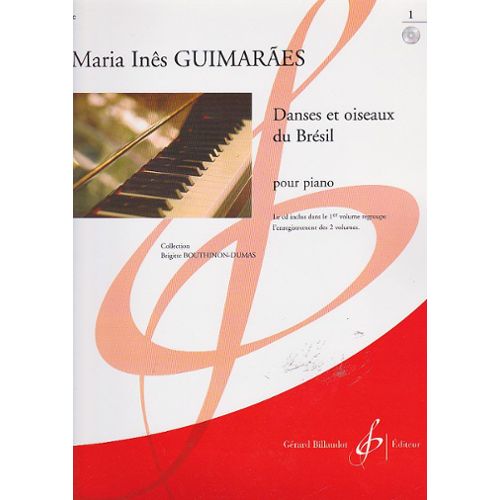 1
Maria Inês GUIMARÃES
Danses et oiseaux
du Brésil
pour piano
Le cd inclus dans le 1er volume regroupe
l'enregistrement des 2 volumes.
Collection
Brigitte BOUTHINON-DUMAS
Gérard Billaudot Éditeur